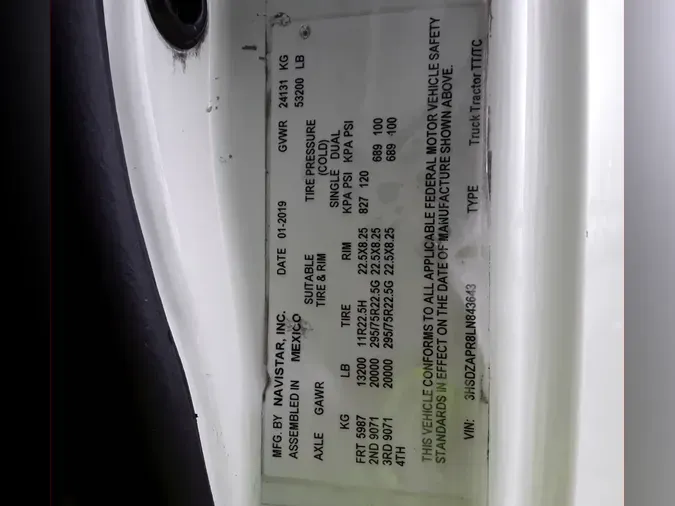 MFG. BY NAVISTAR, INC. DATE 01-2019 GVWR 24131 KG
ASSEMBLED IN MEXICO 53200 LB
SUITABLE TIRE PRESSURE
AXLE GAWR TIRE & RIM (COLD)
SINGLE DUAL
KG LB TIRE RIM KPA PSI KPA PSI
FRT 5987 13200 11R22.5H 22.5X8.25 827 120
2ND 9071 20000 295/75R22.5G 22.5X8.25 689 100
3RD 9071 20000 295/75R22.5G 22.5X8.25 689 100
4TH
THIS VEHICLE CONFORMS TO ALL APPLICABLE FEDERAL MOTOR VEHICLE SAFETY
STANDARDS IN EFFECT ON THE DATE OF MANUFACTURE SHOWN ABOVE.
VIN: 3HSDZAPR8LN843643 TYPE Truck Tractor TT/TC